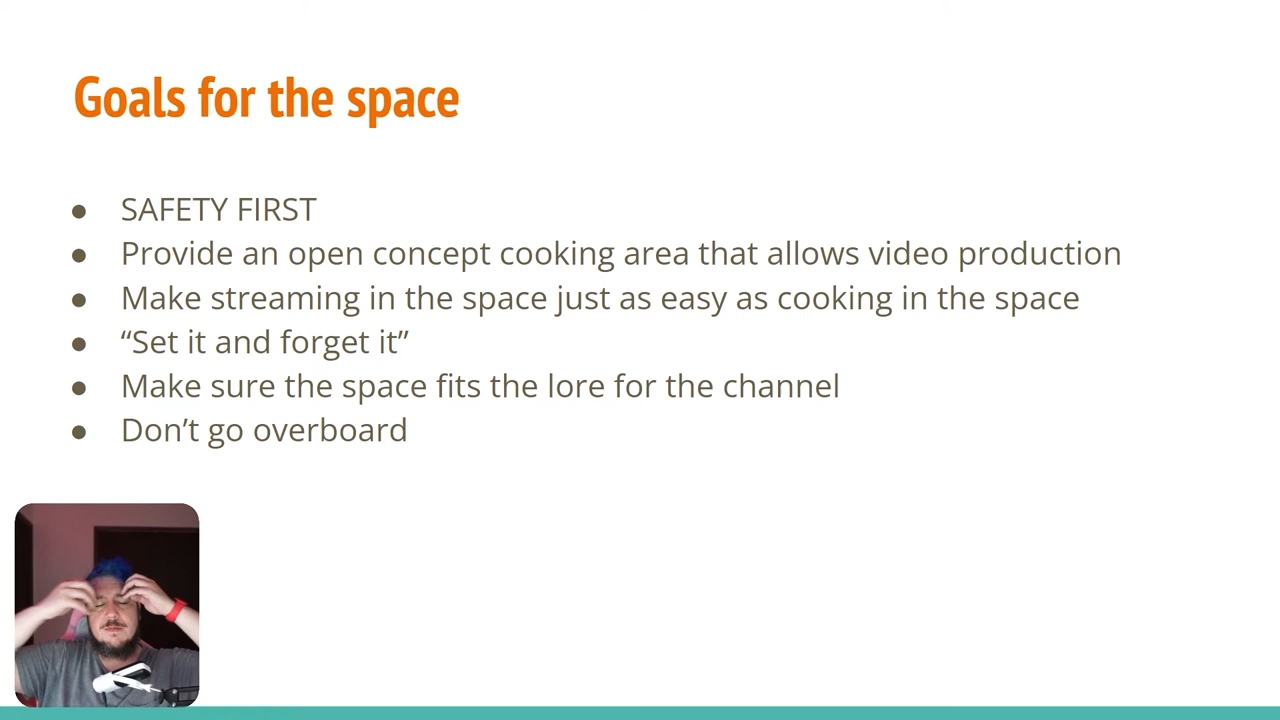 Goals for the space
● SAFETY FIRST
● Provide an open concept cooking area that allows video production
● Make streaming in the space just as easy as cooking in the space
● “Set it and forget it”
● Make sure the space fits the lore for the channel
● Don’t go overboard